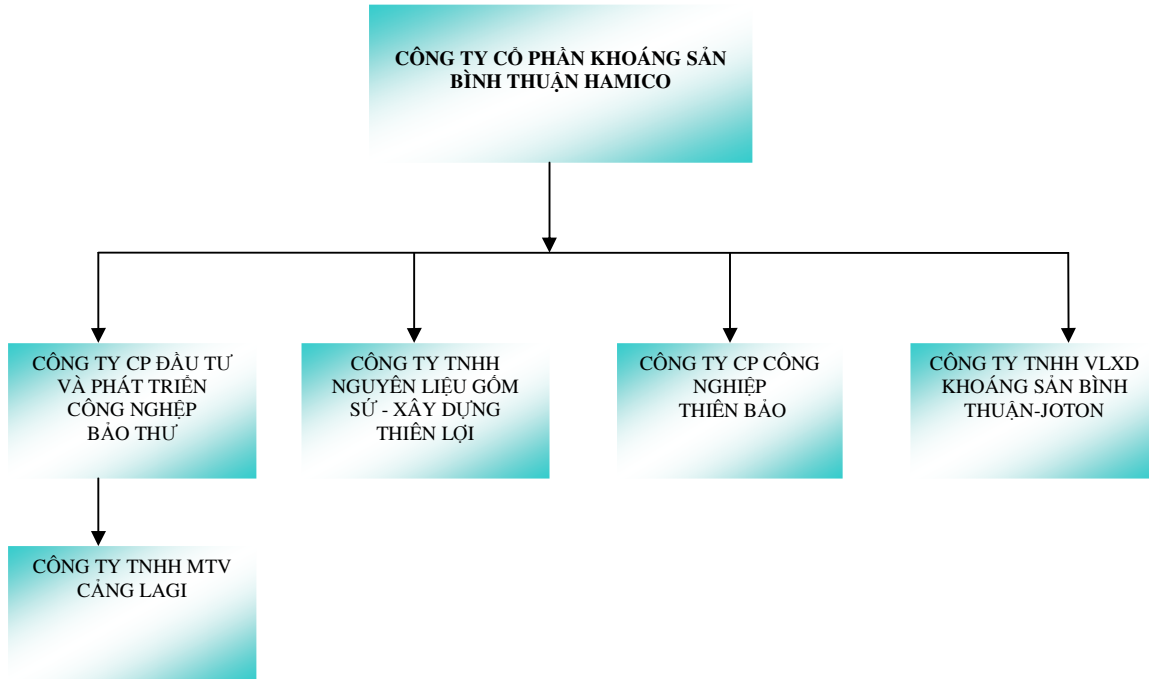 CÔNG TY CỔ PHẦN KHOÁNG SẢN
BÌNH THUẬN HAMICO
CÔNG TY CP ĐẦU TƯ
VÀ PHÁT TRIỂN
CÔNG NGHỆP
BẢO THƯ
CÔNG TY TNHH
NGUYÊN LIỆU GỐM
SỨ - XÂY DỰNG
THIÊN LỢI
CÔNG TY CP CÔNG
NGHIỆP
THIÊN BẢO
CÔNG TY TNHH VLXD
KHOÁNG SẢN BÌNH
THUẬN-JOTON
CÔNG TY TNHH MTV
CẢNG LAGI